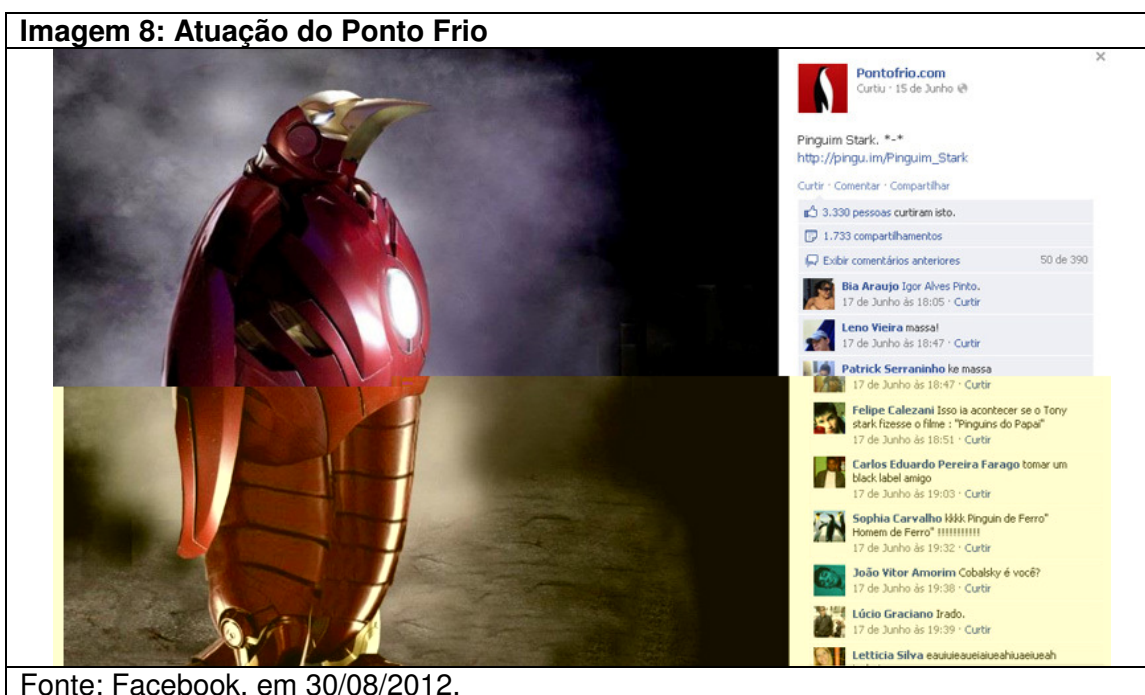 Imagem 8: Atuação do Ponto Frio
Pontofrio.com
Curtiu · 15 de Junho
Pinguim Stark. *-*
http://pingu.im/Pinguim_Stark
Curtir · Comentar · Compartilhar
3.330 pessoas curtiram isto.
1.733 compartilhamentos
Exibir comentários anteriores 50 de 390
Bia Araujo Igor Alves Pinto.
17 de Junho às 18:05 · Curtir
Leno Vieira massa!
17 de Junho às 18:47 · Curtir
Patrick Serraninho ke massa
17 de Junho às 18:47 · Curtir
Felipe Calezani Isso ia acontecer se o Tony
stark fizesse o filme : "Pinguins do Papai"
17 de Junho às 18:51 · Curtir
Carlos Eduardo Pereira Farago tomar um
black label amigo
17 de Junho às 19:03 · Curtir
Sophia Carvalho kkkk Pinguin de Ferro"
Homem de Ferro" !!!!!!!!!!!
17 de Junho às 19:32 · Curtir
João Vitor Amorim Cobalsky é você?
17 de Junho às 19:38 · Curtir
Lúcio Graciano Irado.
17 de Junho às 19:39 · Curtir
Letticia Silva eauiuieaueiaiueahiuaeiueah
Fonte: Facebook, em 30/08/2012.